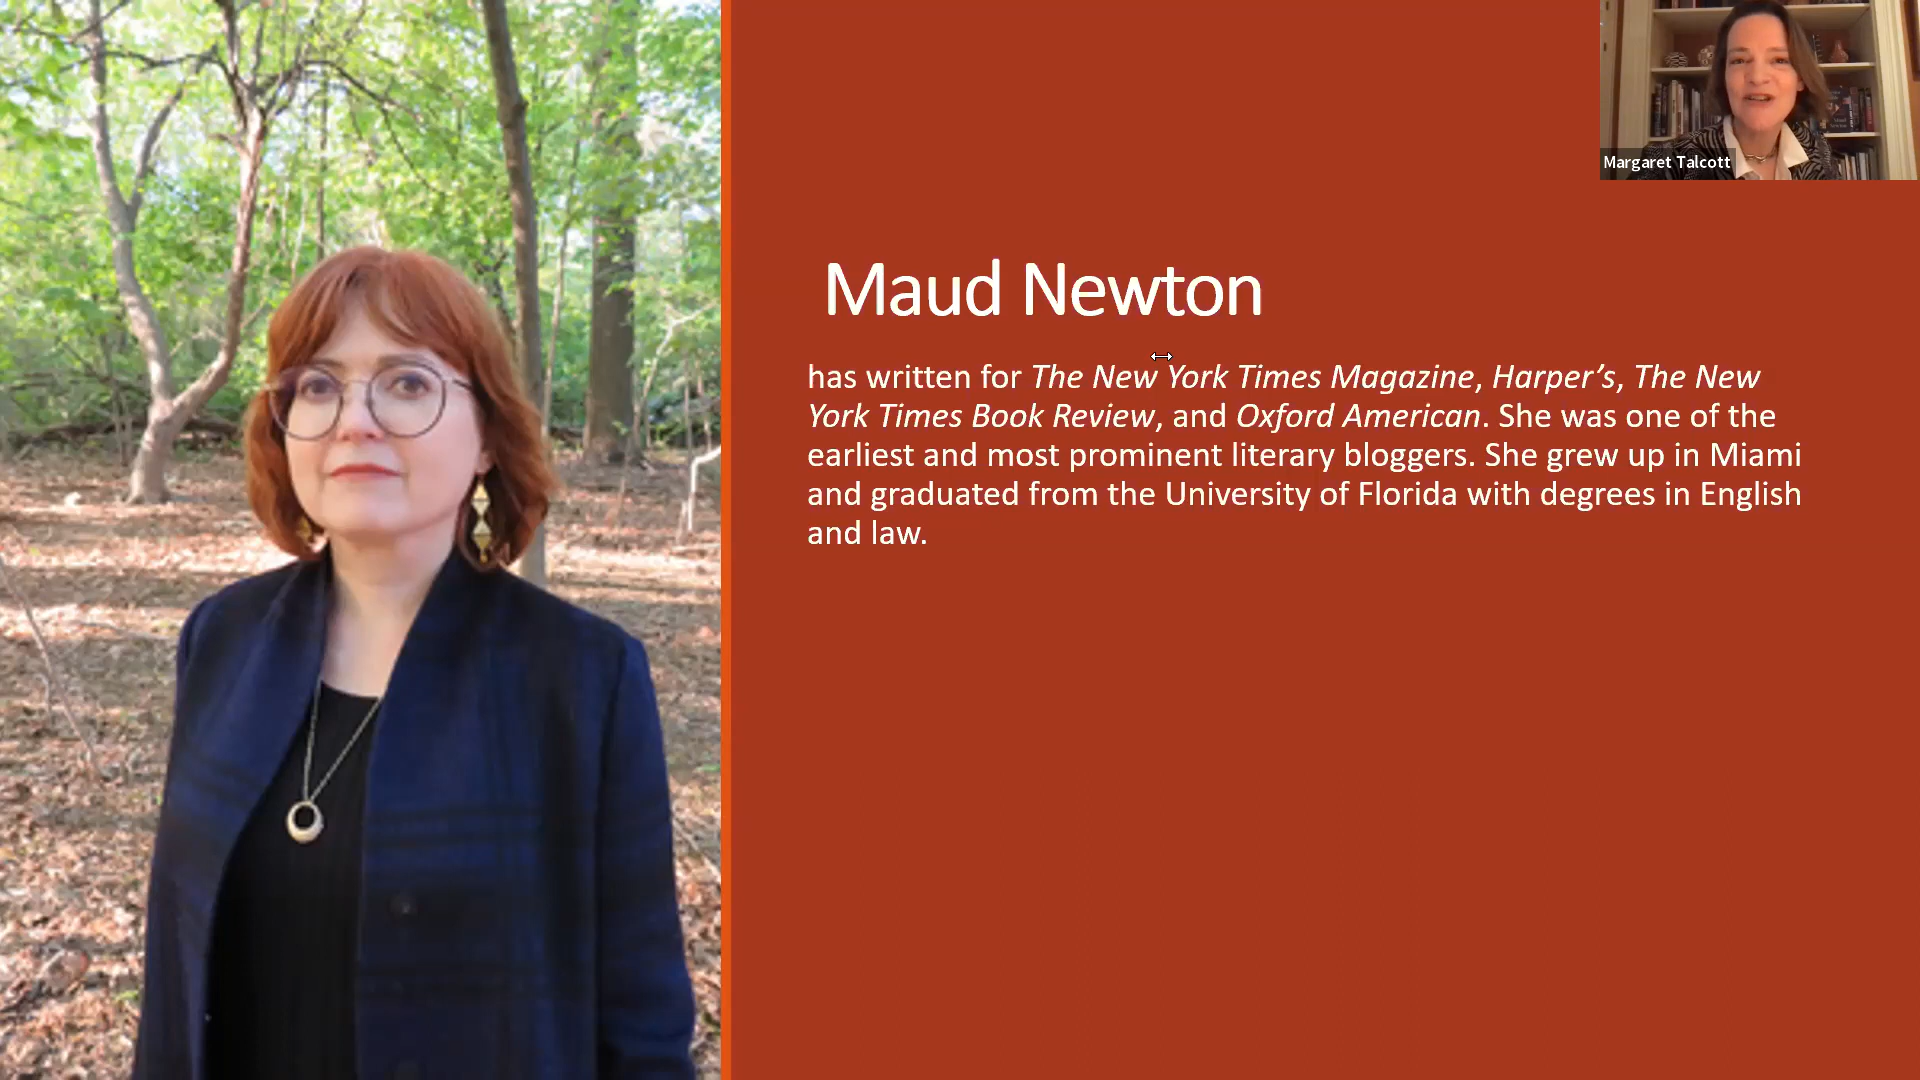 Margaret Talcott
Maud Newton
has written for The New York Times Magazine, Harper’s, The New
York Times Book Review, and Oxford American. She was one of the
earliest and most prominent literary bloggers. She grew up in Miami
and graduated from the University of Florida with degrees in English
and law.